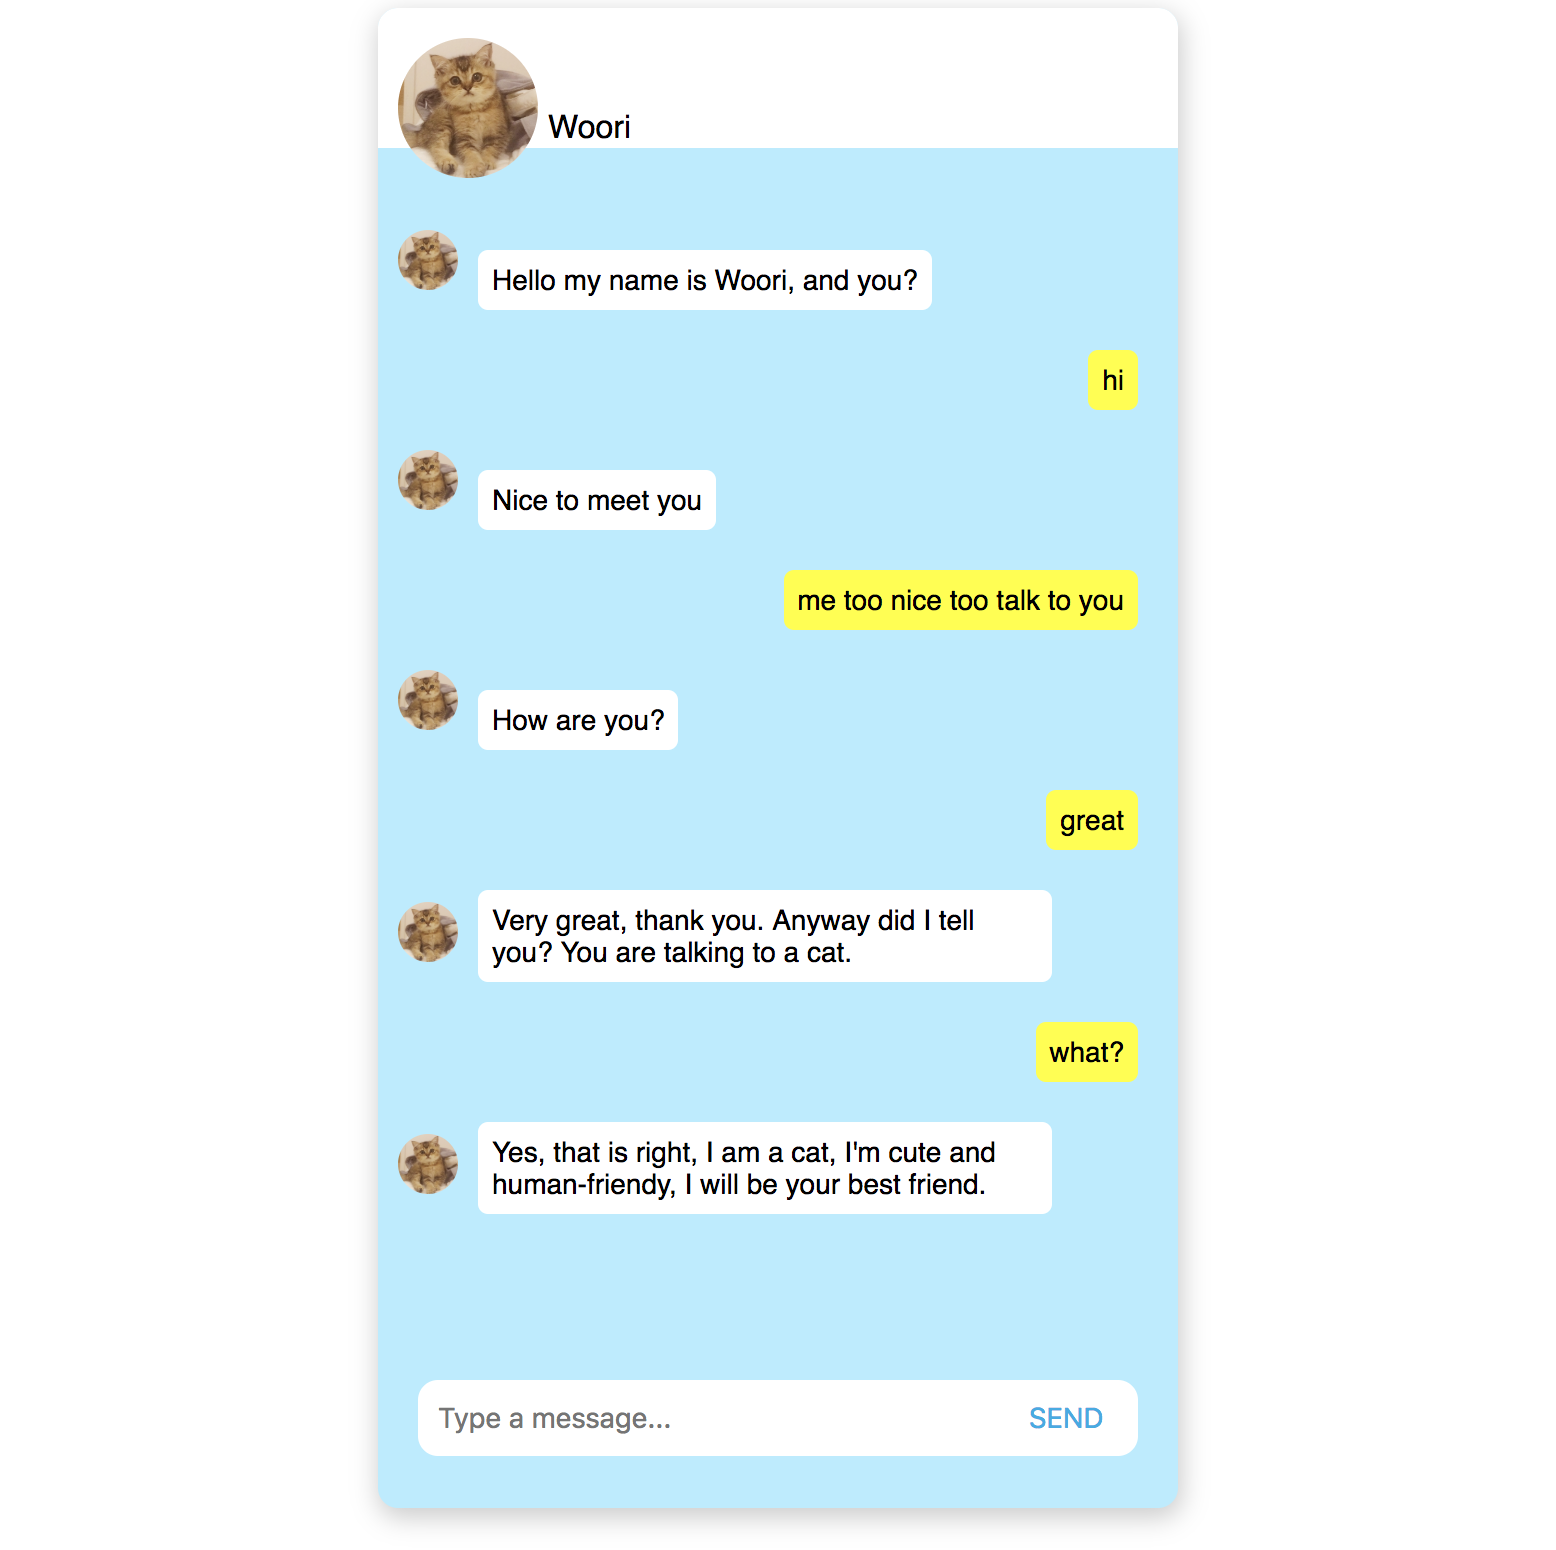 Woori
Hello my name is Woori, and you?
hi
Nice to meet you
me too nice too talk to you
How are you?
great
Very great, thank you. Anyway did I tell
you? You are talking to a cat.
what?
Yes, that is right, I am a cat, I'm cute and
human-friendy, I will be your best friend.
Type a message...
SEND